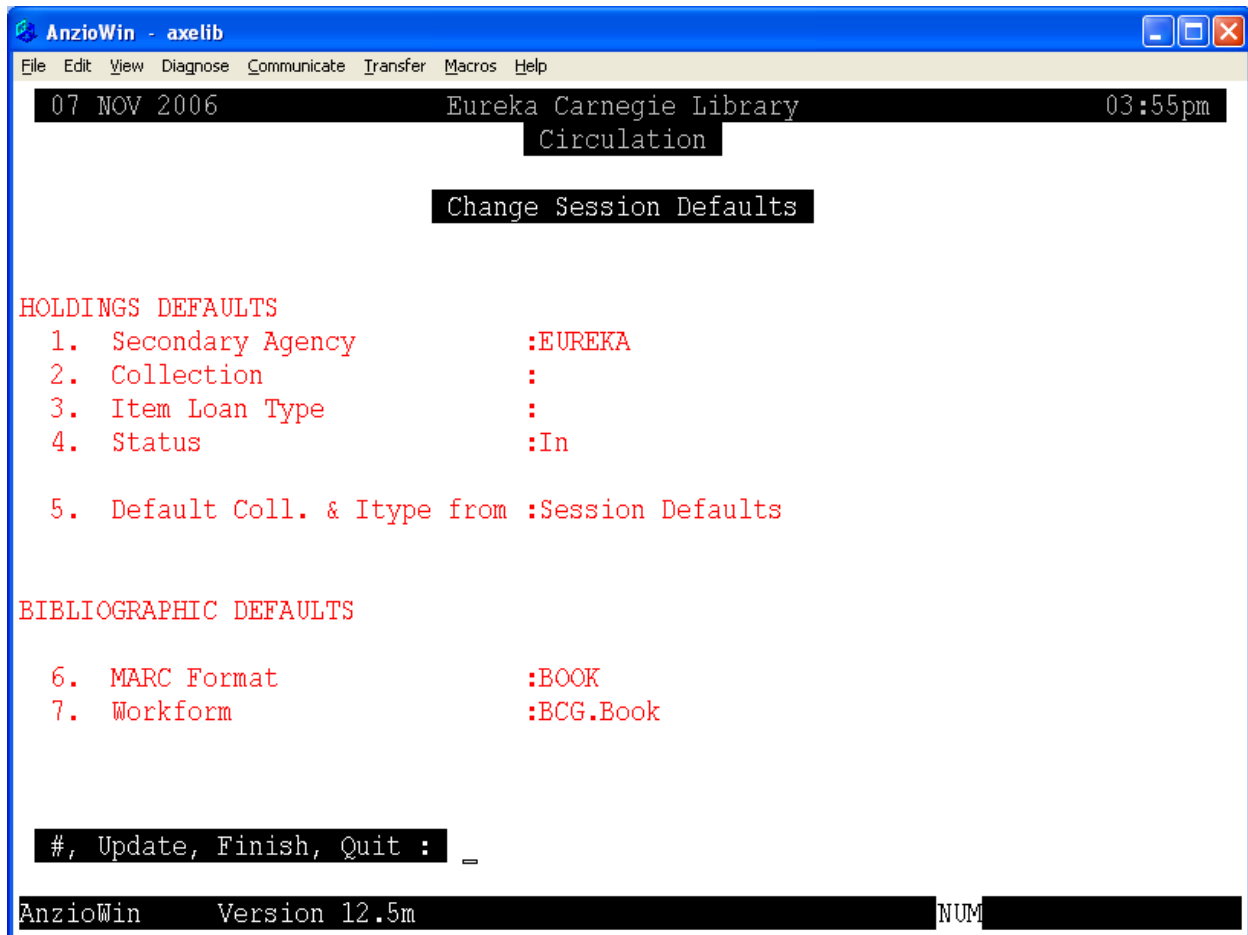 AnzioWin - axelib
File Edit View Diagnose Communicate Transfer Macros Help
07 NOV 2006 Eureka Carnegie Library 03:55pm
Circulation
Change Session Defaults
HOLDINGS DEFAULTS
1. Secondary Agency :EUREKA
2. Collection :
3. Item Loan Type :
4. Status :In
5. Default Coll. & Itype from :Session Defaults
BIBLIOGRAPHIC DEFAULTS
6. MARC Format :BOOK
7. Workform :BCG.Book
#, Update, Finish, Quit : _
AnzioWin Version 12.5m NUM